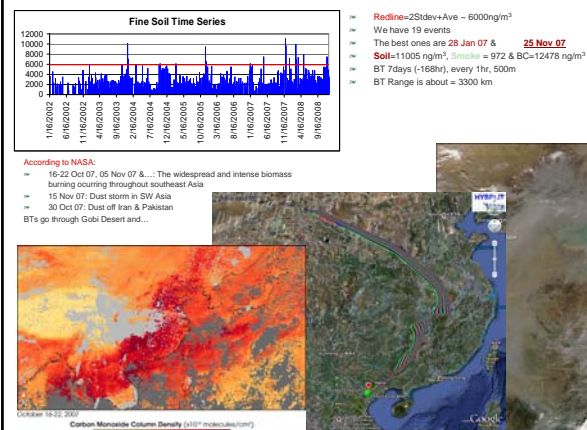 Fine Soil Time Series
12000
10000
8000
6000
4000
2000
0
1/16/2002
6/16/2002
11/16/2002
4/16/2003
9/16/2003
2/16/2004
7/16/2004
12/16/2004
5/16/2005
10/16/2005
3/16/2006
8/16/2006
1/16/2007
6/16/2007
11/16/2007
4/16/2008
9/16/2008
Redline=2Stdev+Ave ~ 6000ng/m³
We have 19 events
The best ones are 28 Jan 07 & 25 Nov 07
Soil=11005 ng/m³, Smoke = 972 & BC=12478 ng/m³
BT 7days (-168hr), every 1hr, 500m
BT Range is about = 3300 km
According to NASA:
16-22 Oct 07, 05 Nov 07 &…: The widespread and intense biomass
burning ocurring throughout southeast Asia
15 Nov 07: Dust storm in SW Asia
30 Oct 07: Dust off Iran & Pakistan
BTs go through Gobi Desert and…
HYSPLIT
Google
October 16-22, 2007
Carbon Monoxide Column Density (x10¹⁸ molecules/cm²)